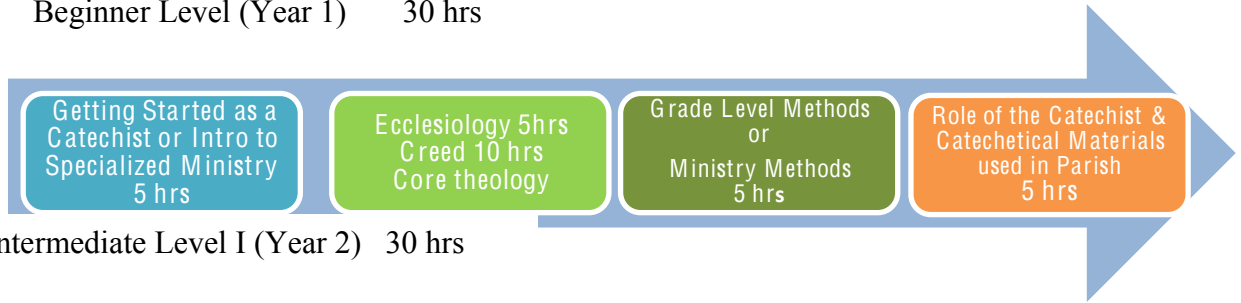 Beginner Level (Year 1) 30 hrs
Getting Started as a
Catechist or Intro to
Specialized Ministry
5 hrs
Ecclesiology 5hrs
Creed 10 hrs
Core theology
Grade Level Methods
or
Ministry Methods
5 hrs
Role of the Catechist &
Catechetical Materials
used in Parish
5 hrs
ntermediate Level I (Year 2) 30 hrs